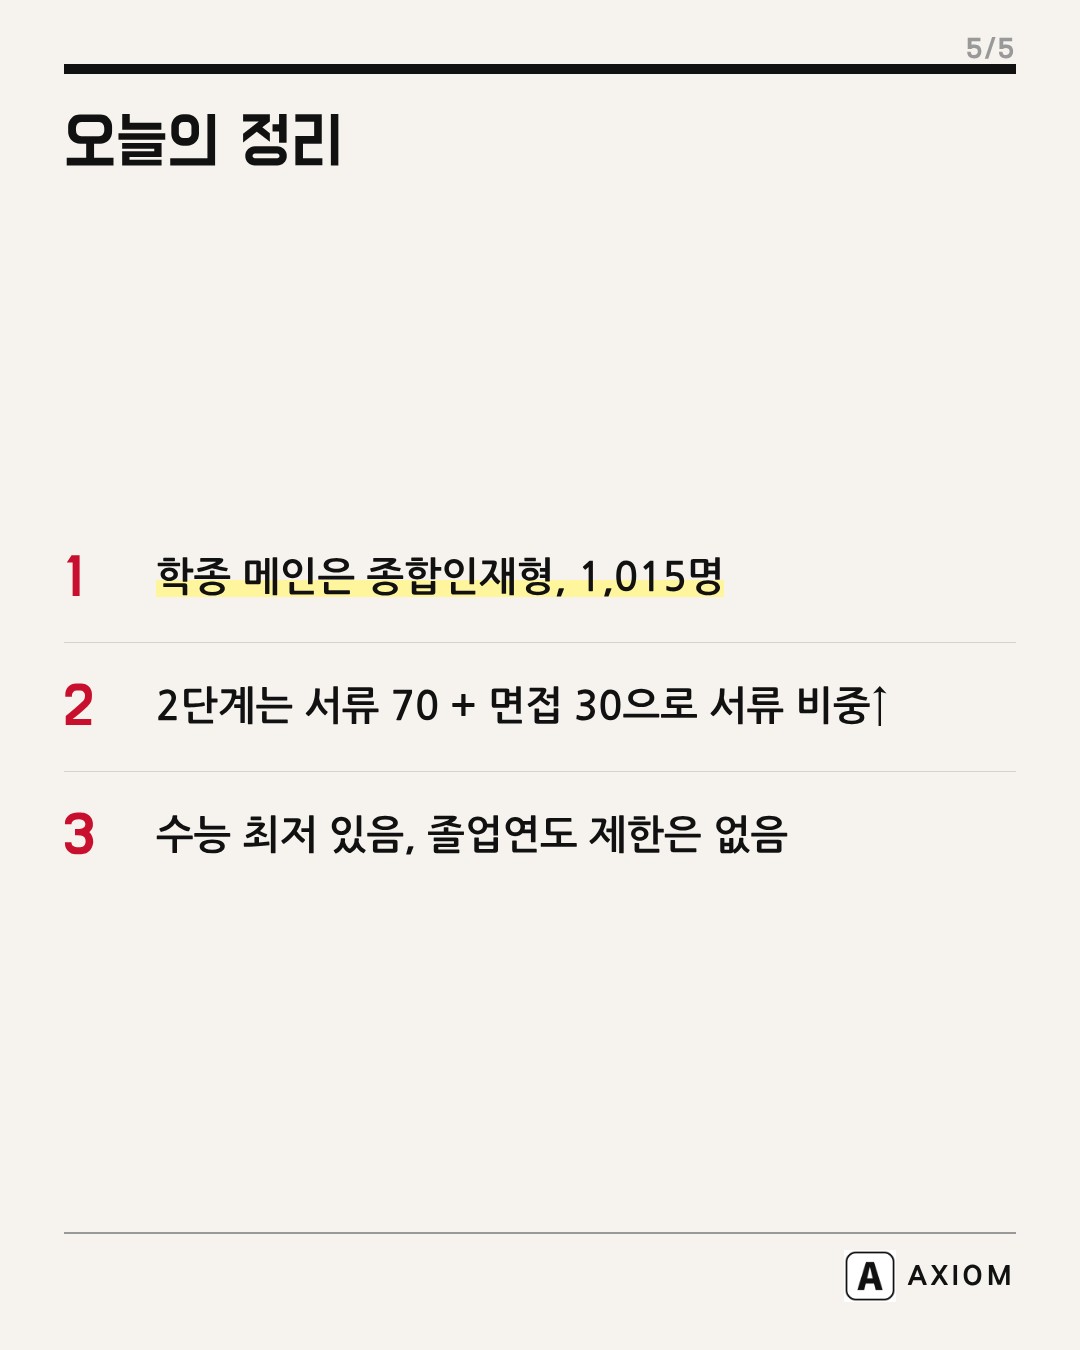 5/5
오늘의 정리
1 학종 메인은 종합인재형, 1,015명
2 2단계는 서류 70 + 면접 30으로 서류 비중↑
3 수능 최저 있음, 졸업연도 제한은 없음
A AXIOM